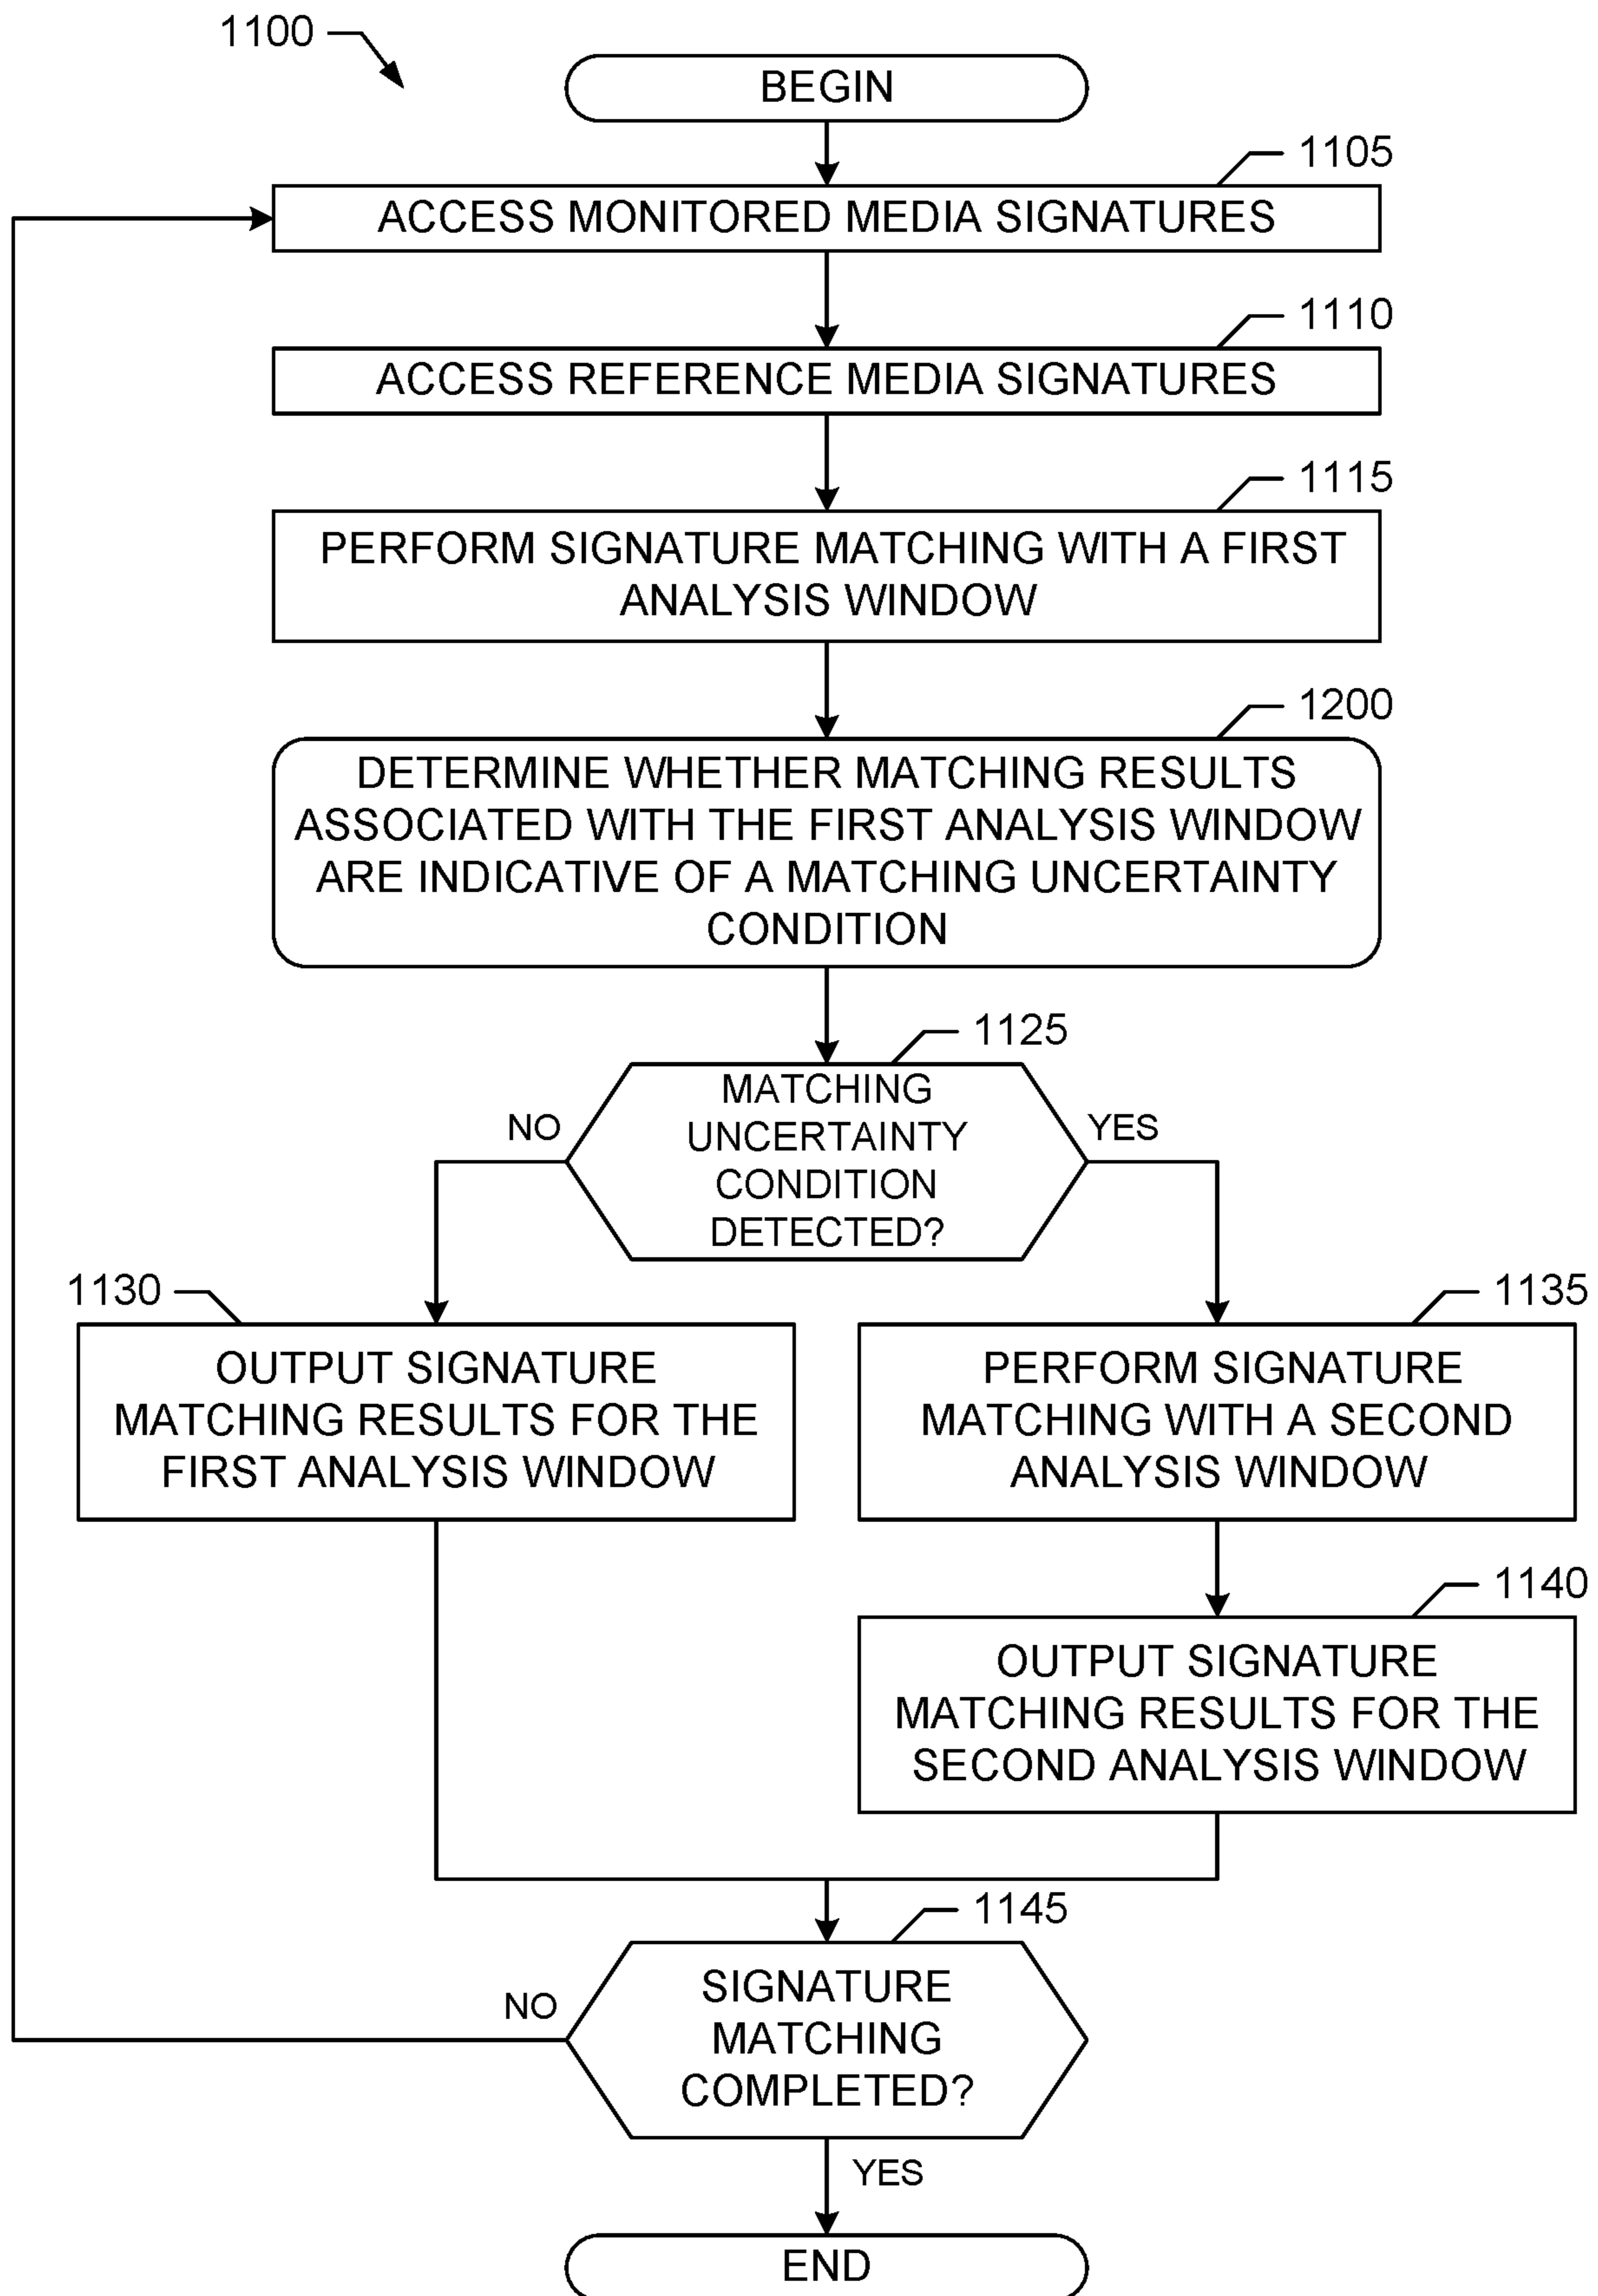 1100
BEGIN
1105
ACCESS MONITORED MEDIA SIGNATURES
1110
ACCESS REFERENCE MEDIA SIGNATURES
1115
PERFORM SIGNATURE MATCHING WITH A FIRST
ANALYSIS WINDOW
1200
DETERMINE WHETHER MATCHING RESULTS
ASSOCIATED WITH THE FIRST ANALYSIS WINDOW
ARE INDICATIVE OF A MATCHING UNCERTAINTY
CONDITION
1125
MATCHING
UNCERTAINTY
CONDITION
DETECTED?
NO
YES
1130
OUTPUT SIGNATURE
MATCHING RESULTS FOR THE
FIRST ANALYSIS WINDOW
1135
PERFORM SIGNATURE
MATCHING WITH A SECOND
ANALYSIS WINDOW
1140
OUTPUT SIGNATURE
MATCHING RESULTS FOR THE
SECOND ANALYSIS WINDOW
1145
SIGNATURE
MATCHING
COMPLETED?
NO
YES
END